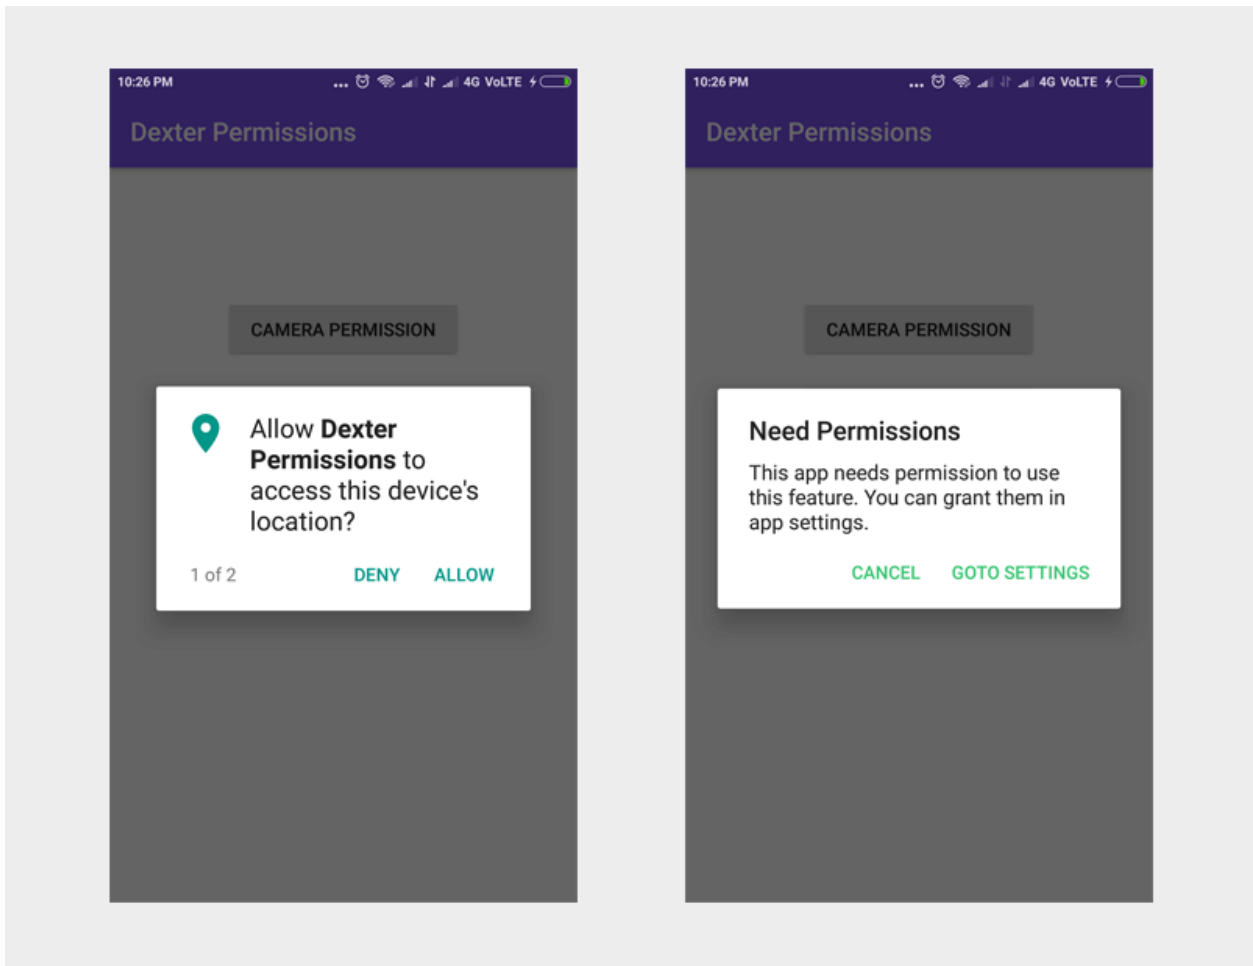 10:26 PM ... 4G VoLTE
Dexter Permissions
CAMERA PERMISSION
Allow Dexter
Permissions to
access this device's
location?
1 of 2 DENY ALLOW
10:26 PM ... 4G VoLTE
Dexter Permissions
CAMERA PERMISSION
Need Permissions
This app needs permission to use
this feature. You can grant them in
app settings.
CANCEL GOTO SETTINGS